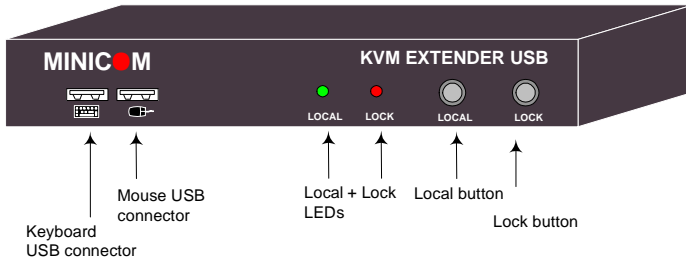 MINICOM
KVM EXTENDER USB
LOCAL
LOCK
LOCAL
LOCK
Mouse USB
connector
Keyboard
USB connector
Local + Lock
LEDs
Local button
Lock button